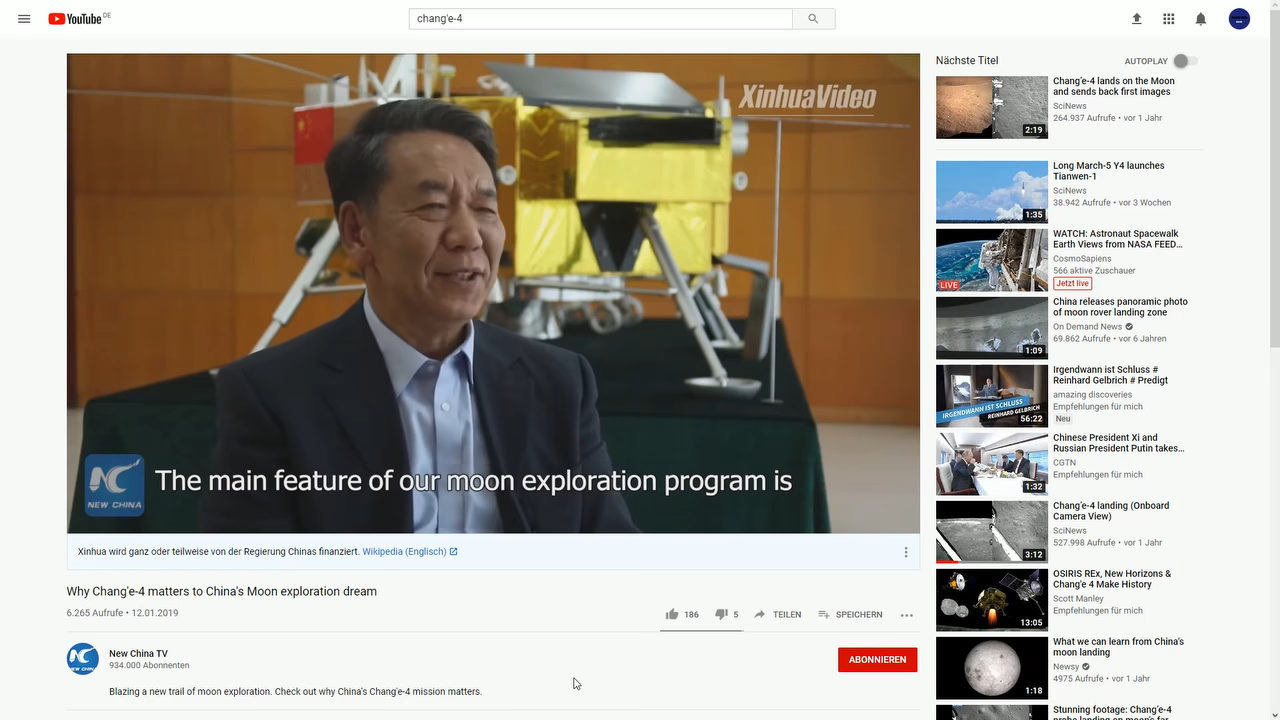 YouTube DE
chang'e-4
XinhuaVideo
NEW CHINA
The main feature of our moon exploration program is
Xinhua wird ganz oder teilweise von der Regierung Chinas finanziert. Wikipedia (Englisch)
Why Chang'e-4 matters to China's Moon exploration dream
6.265 Aufrufe • 12.01.2019
186
5
TEILEN
SPEICHERN
New China TV
934.000 Abonnenten
ABONNIEREN
Blazing a new trail of moon exploration. Check out why China's Chang'e-4 mission matters.
Nächste Titel
AUTOPLAY
2:19
Chang'e-4 lands on the Moon
and sends back first images
SciNews
264.937 Aufrufe • vor 1 Jahr
1:35
Long March-5 Y4 launches
Tianwen-1
SciNews
38.942 Aufrufe • vor 3 Wochen
LIVE
WATCH: Astronaut Spacewalk
Earth Views from NASA FEED...
CosmoSapiens
566 aktive Zuschauer
Jetzt live
1:09
China releases panoramic photo
of moon rover landing zone
On Demand News
69.862 Aufrufe • vor 6 Jahren
IRGENDWANN IST SCHLUSS
REINHARD GELBRICH
56:22
Irgendwann ist Schluss #
Reinhard Gelbrich # Predigt
amazing discoveries
Empfehlungen für mich
Neu
1:32
Chinese President Xi and
Russian President Putin takes...
CGTN
Empfehlungen für mich
3:12
Chang'e-4 landing (Onboard
Camera View)
SciNews
527.998 Aufrufe • vor 1 Jahr
13:05
OSIRIS REx, New Horizons &
Chang'e 4 Make History
Scott Manley
Empfehlungen für mich
1:18
What we can learn from China's
moon landing
Newsy
4975 Aufrufe • vor 1 Jahr
Stunning footage: Chang'e-4
probe landing on moon's far